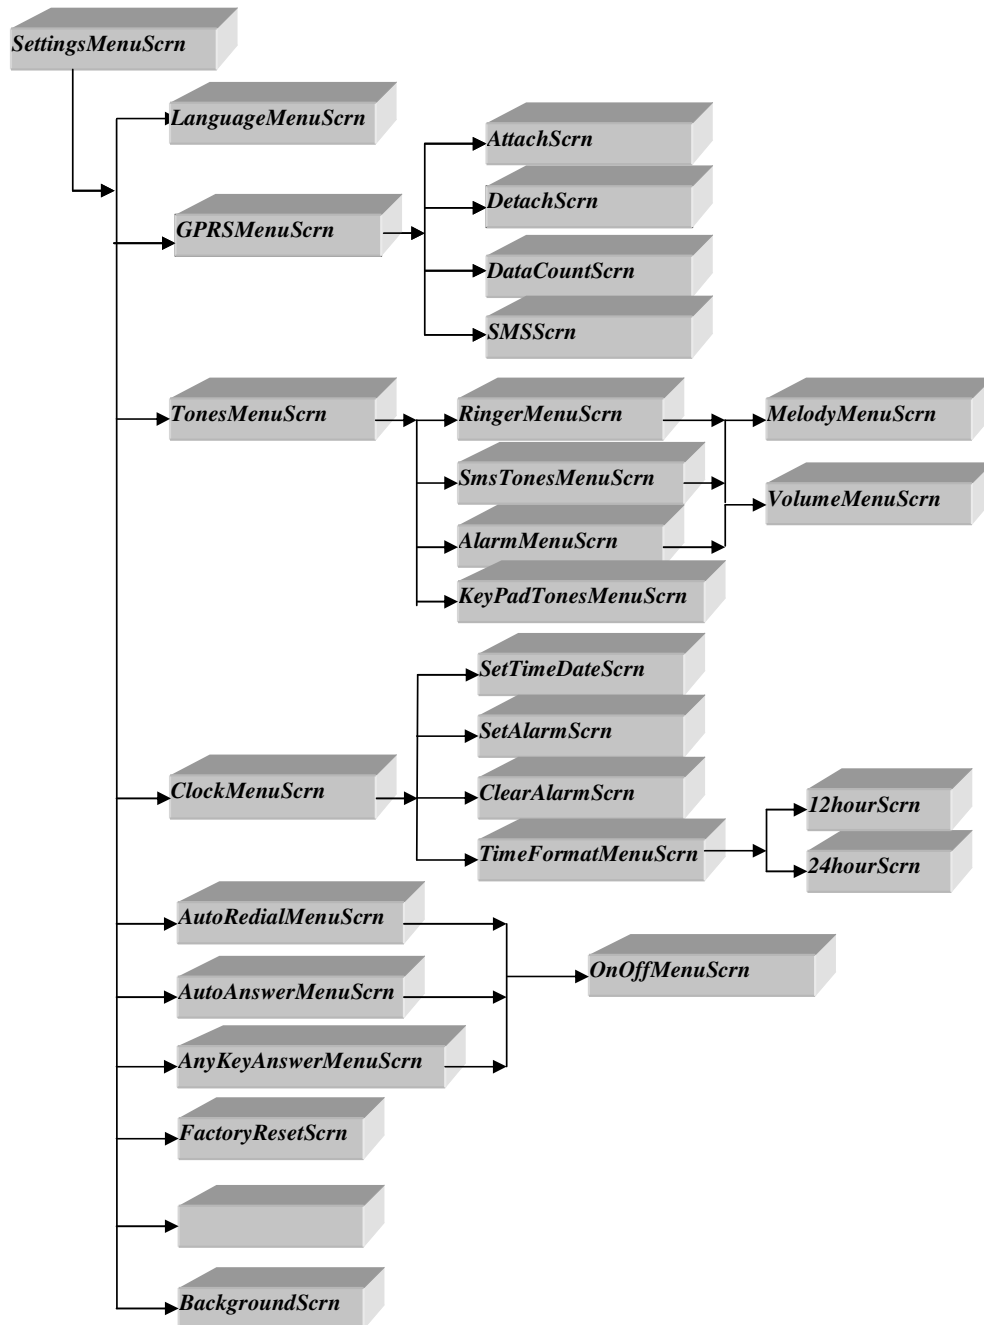 SettingsMenuScrn
LanguageMenuScrn
GPRSMenuScrn
AttachScrn
DetachScrn
DataCountScrn
SMSScrn
TonesMenuScrn
RingerMenuScrn
SmsTonesMenuScrn
AlarmMenuScrn
KeyPadTonesMenuScrn
MelodyMenuScrn
VolumeMenuScrn
ClockMenuScrn
SetTimeDateScrn
SetAlarmScrn
ClearAlarmScrn
TimeFormatMenuScrn
12hourScrn
24hourScrn
AutoRedialMenuScrn
AutoAnswerMenuScrn
AnyKeyAnswerMenuScrn
OnOffMenuScrn
FactoryResetScrn
BackgroundScrn